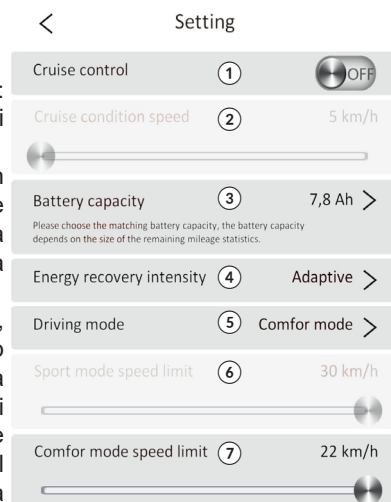 Setting
Cruise control 1 OFF
Cruise condition speed 2 5 km/h
Battery capacity 3 7,8 Ah >
Please choose the matching battery capacity, the battery capacity
depends on the size of the remaining mileage statistics.
Energy recovery intensity 4 Adaptive >
Driving mode 5 Comfor mode >
Sport mode speed limit 6 30 km/h
Comfor mode speed limit 7 22 km/h